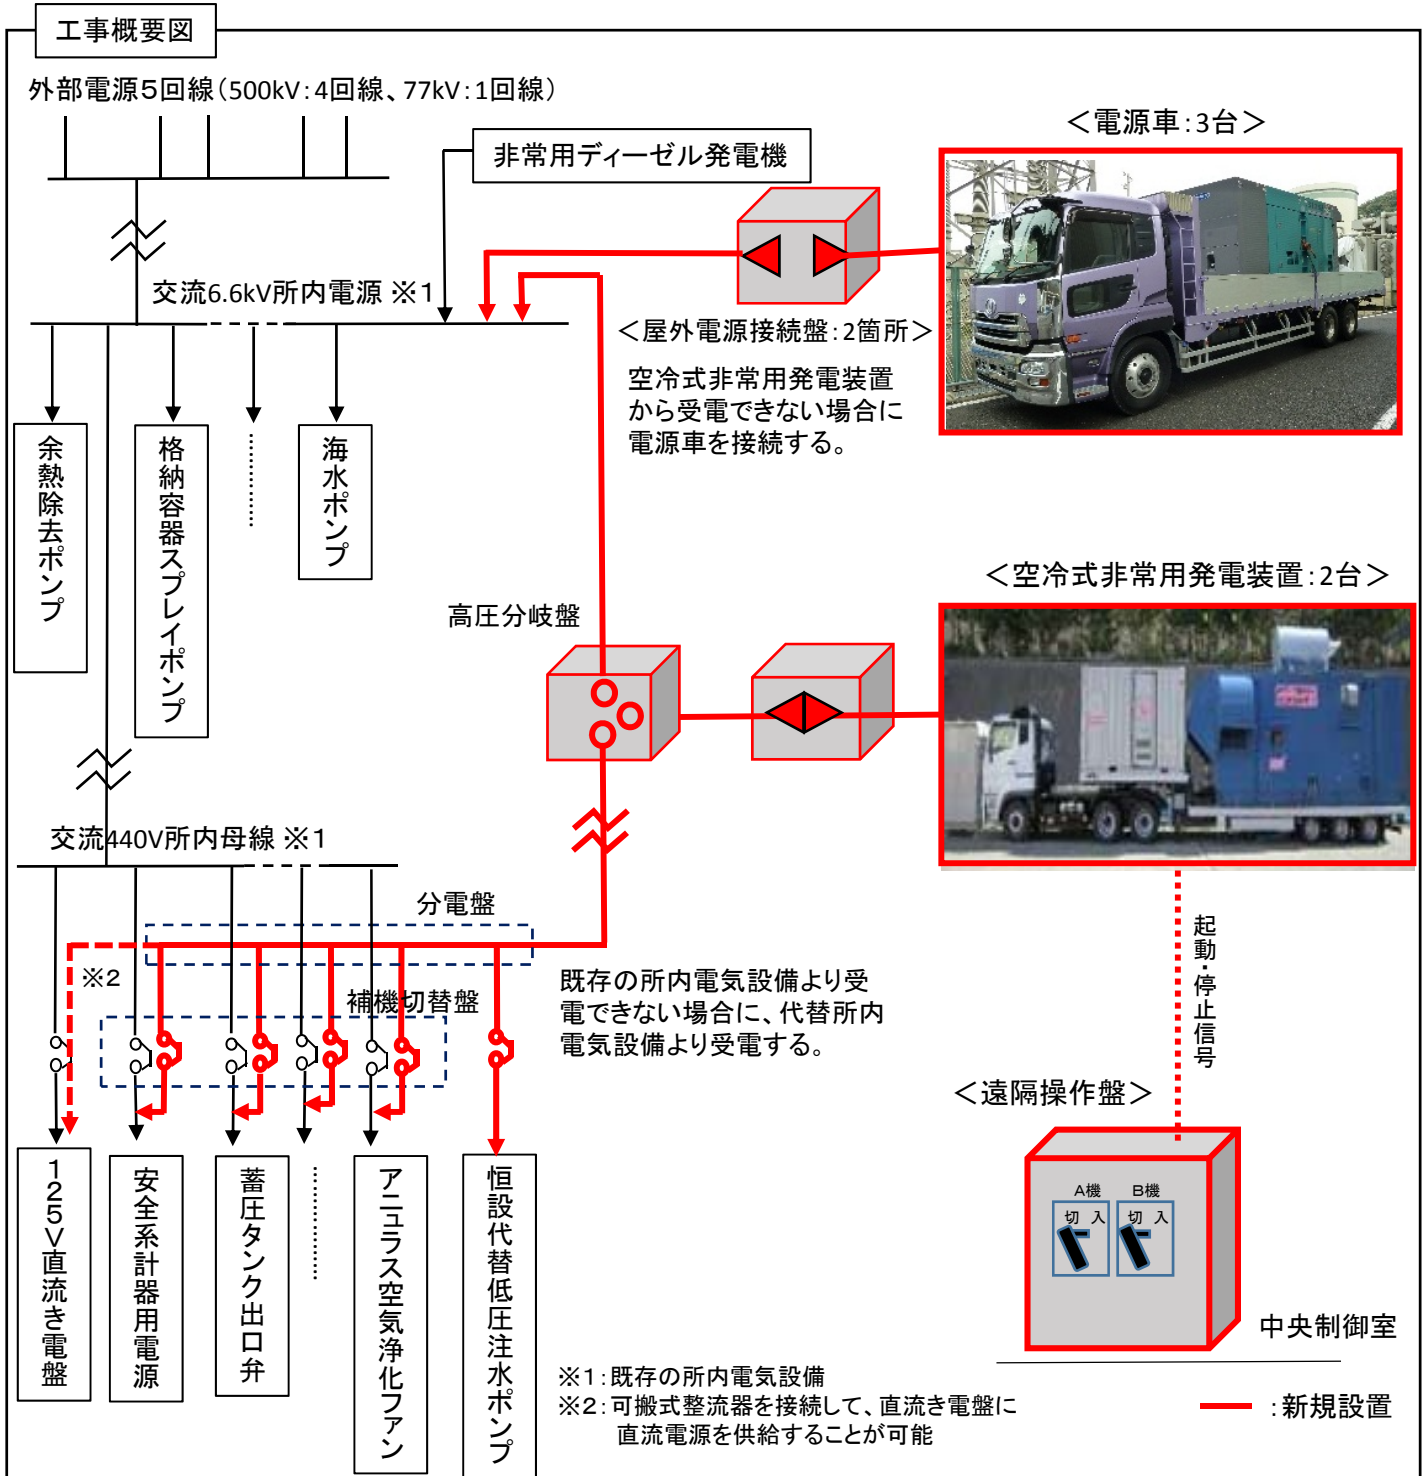 工事概要図
外部電源５回線（500kV：4回線、77kV：1回線）
＜電源車：3台＞
非常用ディーゼル発電機
交流6.6kV所内電源 ※1
＜屋外電源接続盤：2箇所＞
空冷式非常用発電装置
から受電できない場合に
電源車を接続する。
余熱除去ポンプ
格納容器スプレイポンプ
海水ポンプ
＜空冷式非常用発電装置：2台＞
高圧分岐盤
交流440V所内母線 ※1
分電盤
※2
補機切替盤
既存の所内電気設備より受
電できない場合に、代替所内
電気設備より受電する。
起動・停止信号
＜遠隔操作盤＞
A機 B機
切 入 切 入
中央制御室
１２５Ｖ直流き電盤
安全系計器用電源
蓄圧タンク出口弁
アニュラス空気浄化ファン
恒設代替低圧注水ポンプ
※1：既存の所内電気設備
※2：可搬式整流器を接続して、直流き電盤に
直流電源を供給することが可能
：新規設置